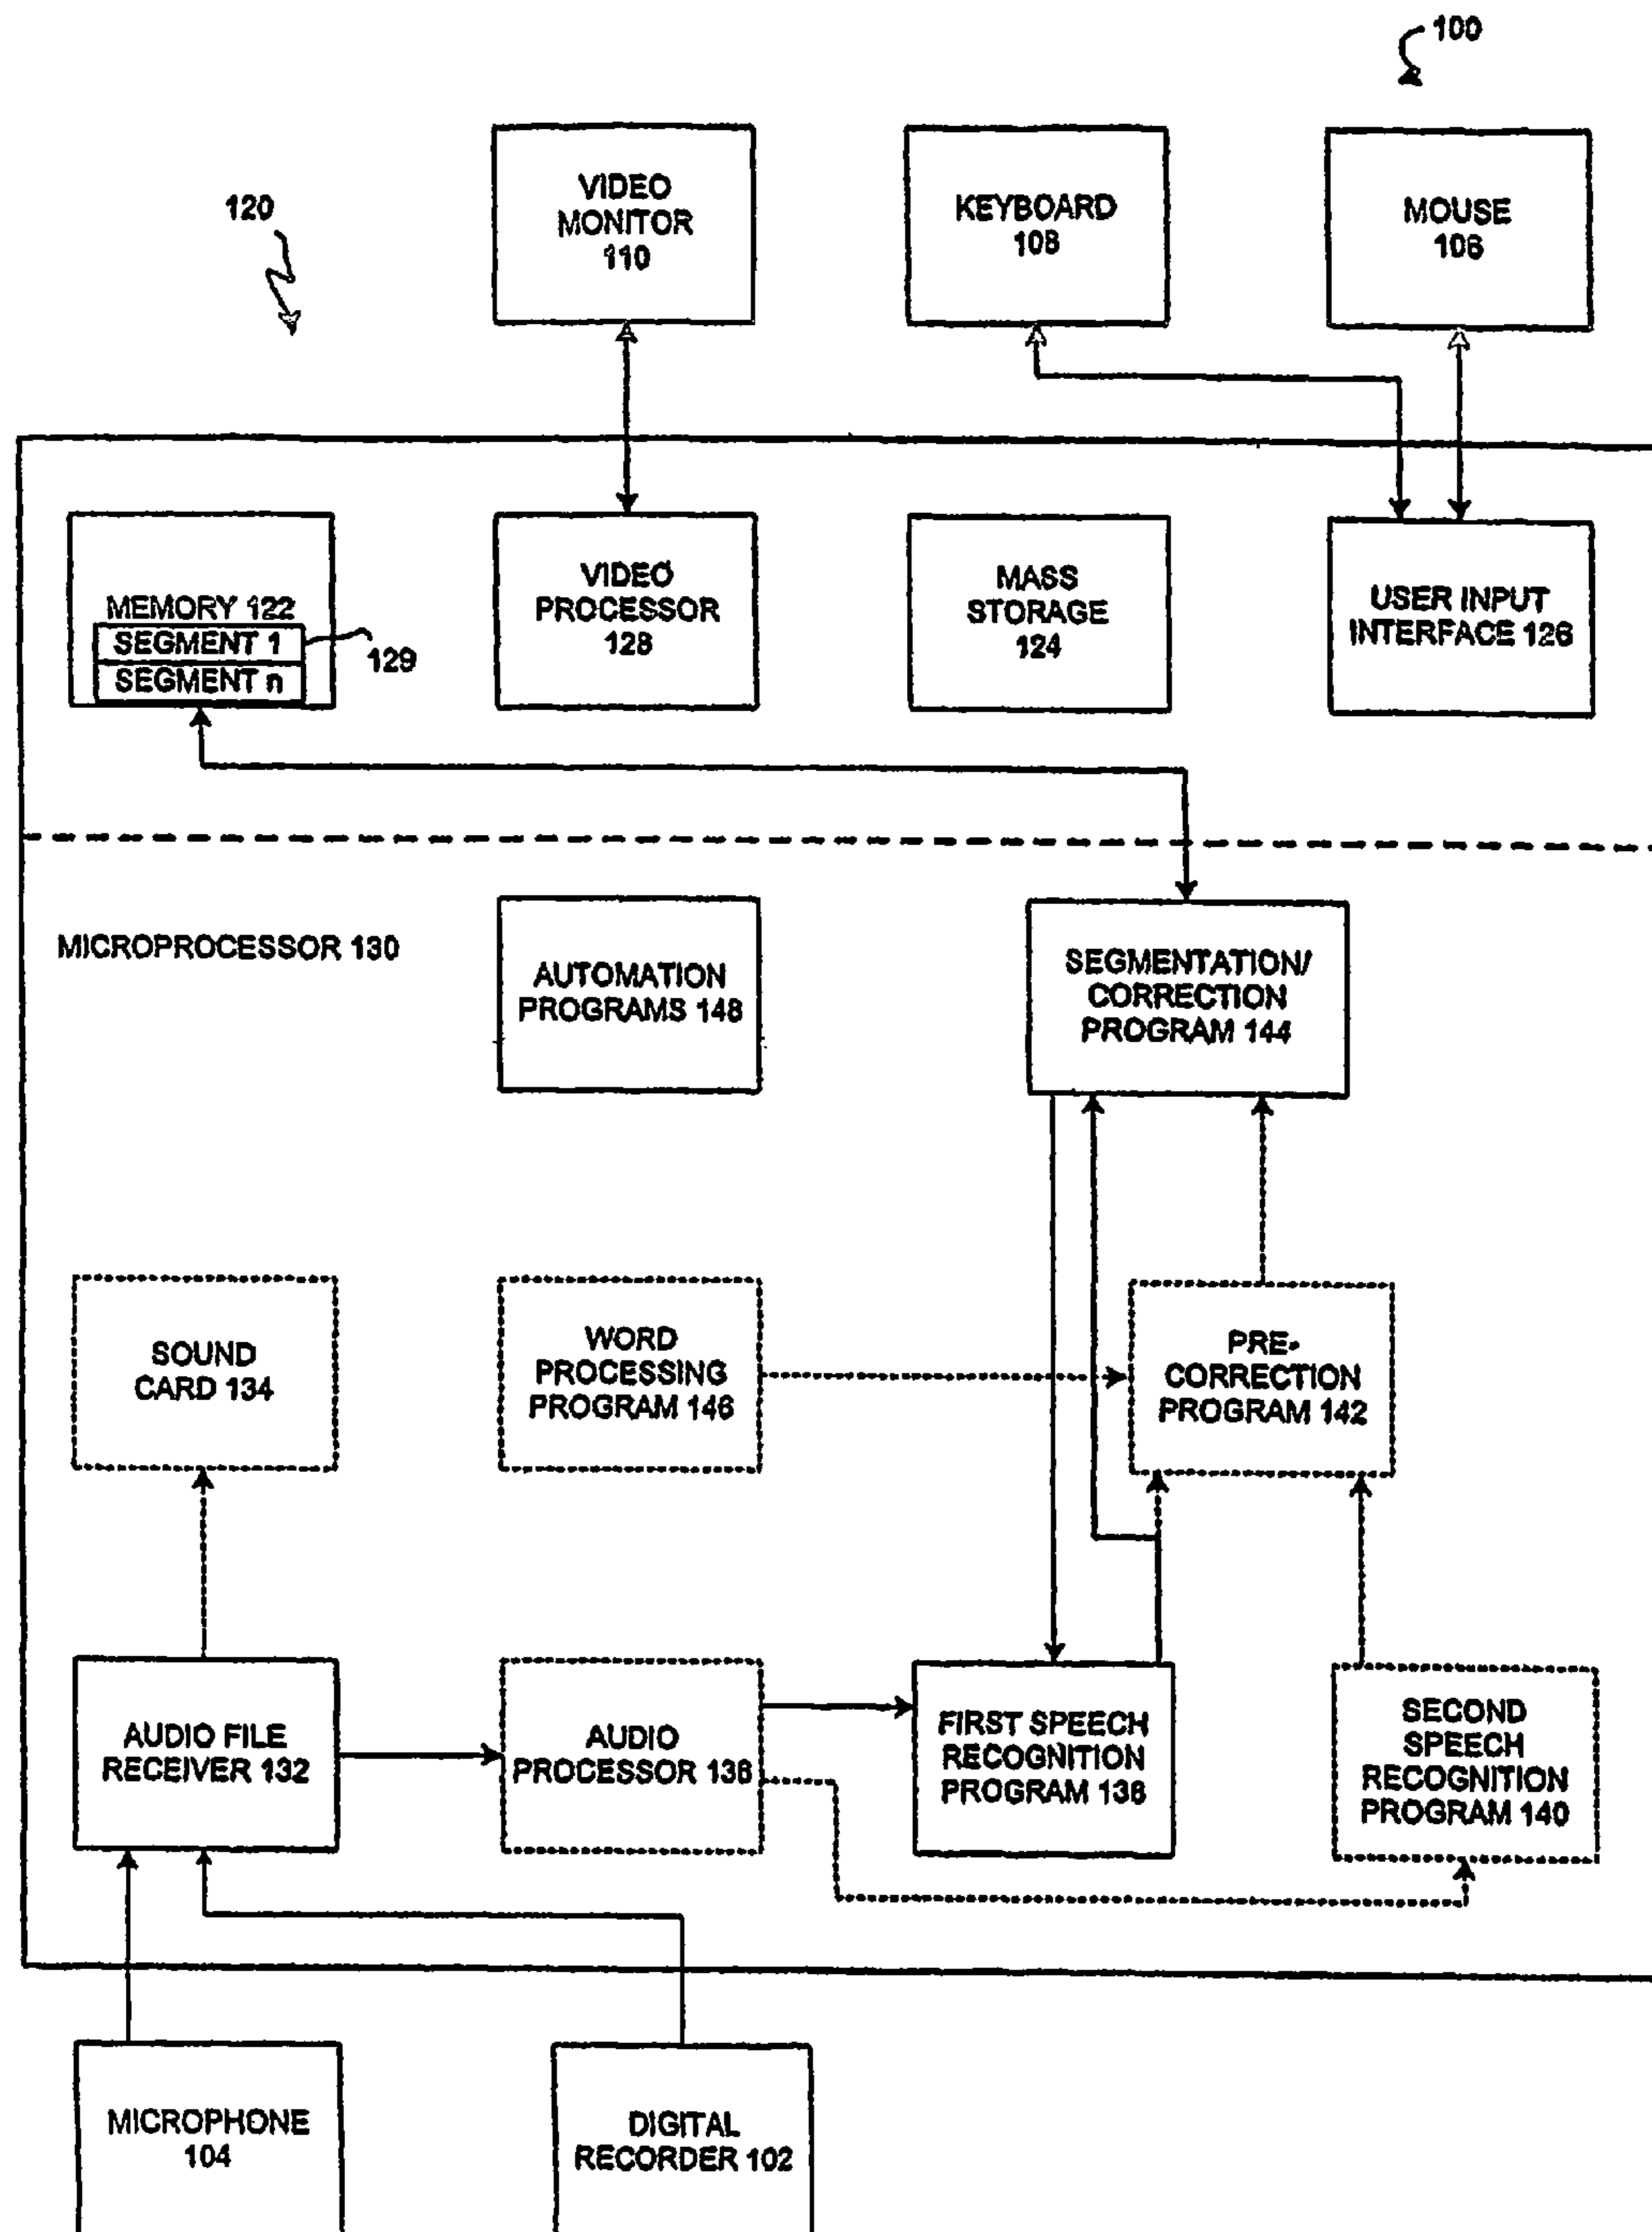 100
120
VIDEO
MONITOR
110
KEYBOARD
108
MOUSE
106
MEMORY 122
SEGMENT 1
SEGMENT n
129
VIDEO
PROCESSOR
128
MASS
STORAGE
124
USER INPUT
INTERFACE 126
MICROPROCESSOR 130
AUTOMATION
PROGRAMS 148
SEGMENTATION/
CORRECTION
PROGRAM 144
SOUND
CARD 134
WORD
PROCESSING
PROGRAM 146
PRE-
CORRECTION
PROGRAM 142
AUDIO FILE
RECEIVER 132
AUDIO
PROCESSOR 136
FIRST SPEECH
RECOGNITION
PROGRAM 138
SECOND
SPEECH
RECOGNITION
PROGRAM 140
MICROPHONE
104
DIGITAL
RECORDER 102